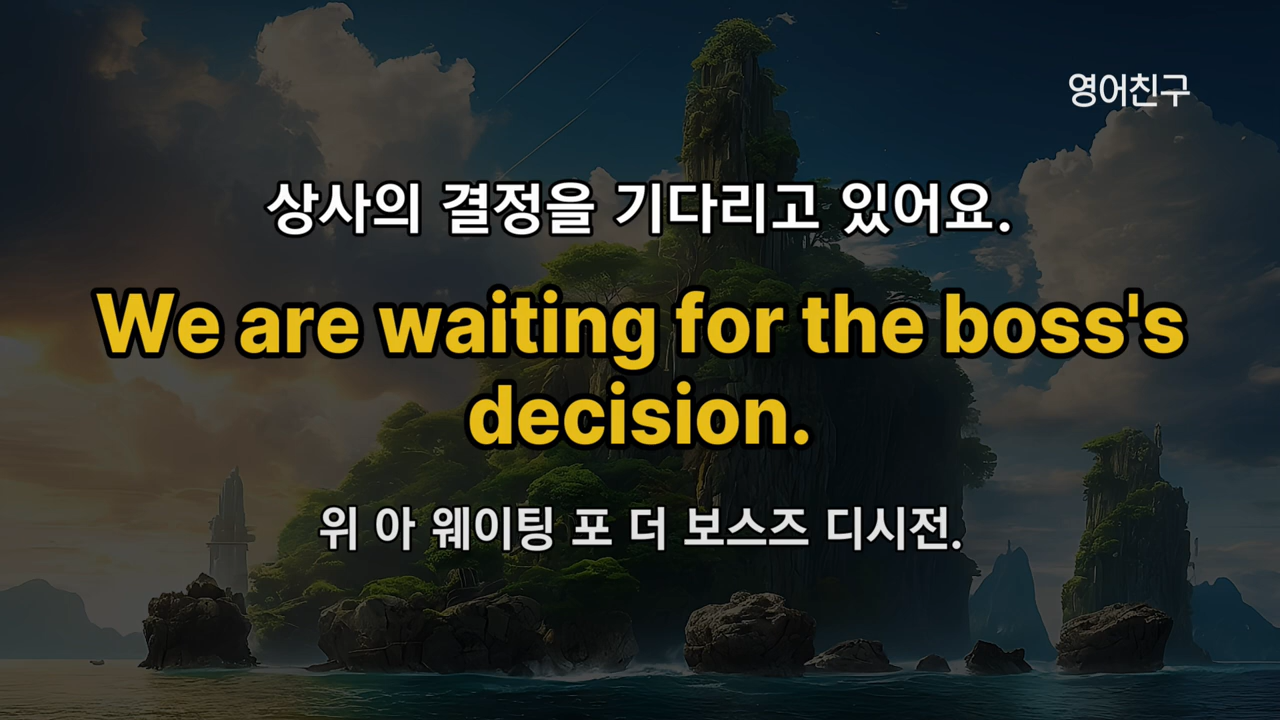 영어친구
상사의 결정을 기다리고 있어요.
We are waiting for the boss's
decision.
위 아 웨이팅 포 더 보스즈 디시전.